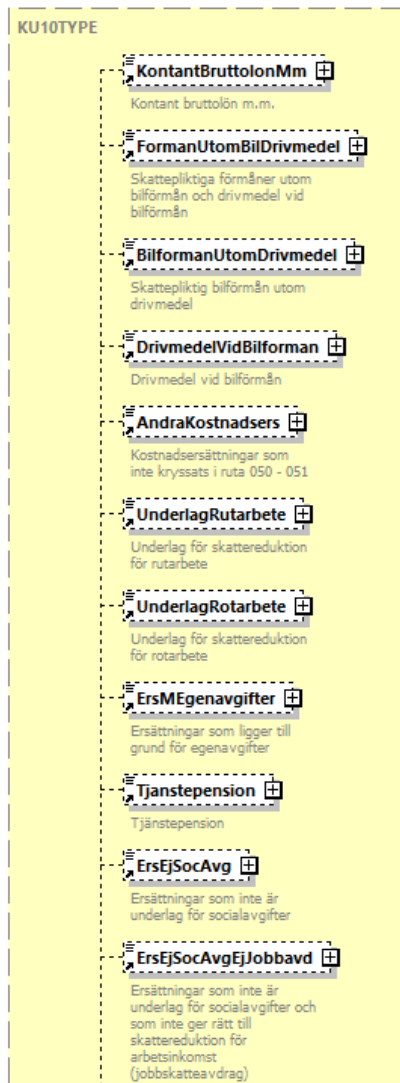 KU10TYPE
KontantBruttolonMm
Kontant bruttolön m.m.
FormanUtomBilDrivmedel
Skattepliktiga förmåner utom
bilförmån och drivmedel vid
bilförmån
BilformanUtomDrivmedel
Skattepliktig bilförmån utom
drivmedel
DrivmedelVidBilforman
Drivmedel vid bilförmån
AndraKostnadsers
Kostnadsersättningar som
inte kryssats i ruta 050 - 051
UnderlagRutarbete
Underlag för skattereduktion
för rutarbete
UnderlagRotarbete
Underlag för skattereduktion
för rotarbete
ErsMEgenavgifter
Ersättningar som ligger till
grund för egenavgifter
Tjanstepension
Tjänstepension
ErsEjSocAvg
Ersättningar som inte är
underlag för socialavgifter
ErsEjSocAvgEjJobbavd
Ersättningar som inte är
underlag för socialavgifter och
som inte ger rätt till
skattereduktion för
arbetsinkomst
(jobbskatteavdrag)